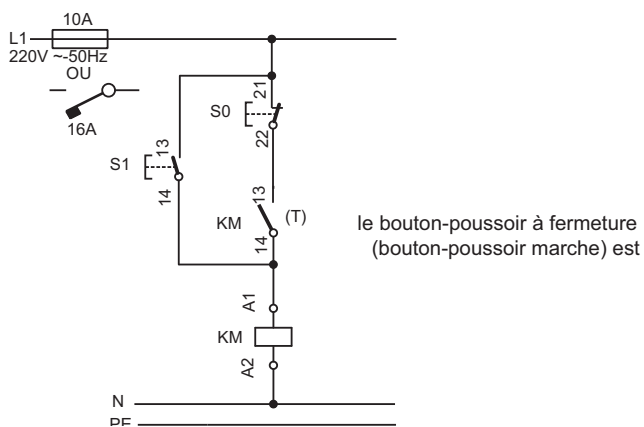 10A
L1
220V ~-50Hz
OU
16A
21
S0
22
13
S1
14
13
KM
(T)
14
le bouton-poussoir à fermeture
(bouton-poussoir marche) est
A1
KM
A2
N
PE